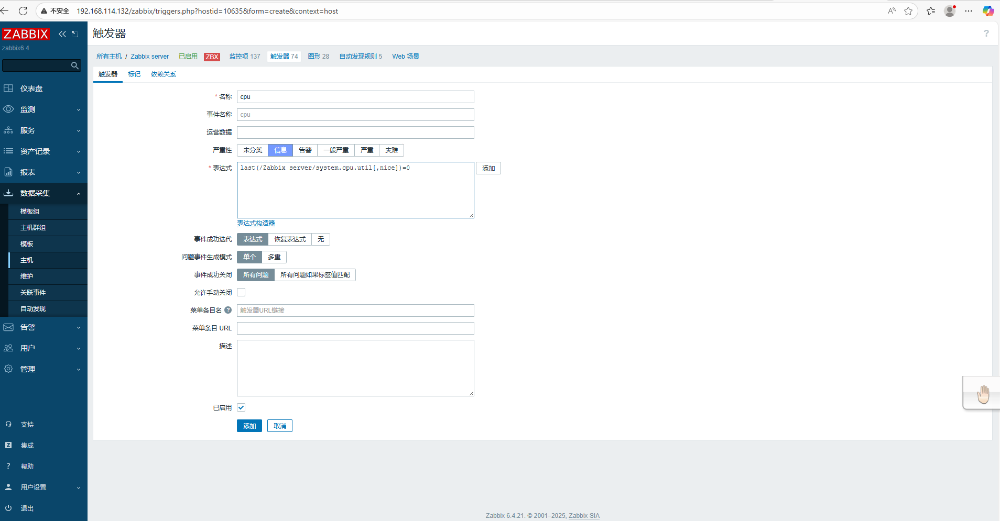 不安全 192.168.114.132/zabbix/triggers.php?hostid=10635&form=create&context=host
ZABBIX
zabbix6.4
仪表盘
监测
服务
资产记录
报表
数据采集
模板组
主机群组
模板
主机
维护
关联事件
自动发现
告警
用户
管理
支持
集成
帮助
用户设置
退出
触发器
?
所有主机 / Zabbix server 已启用 ZBX 监控项 137 触发器 74 图形 28 自动发现规则 5 Web 场景
触发器 标记 依赖关系
* 名称 cpu
事件名称 cpu
运营数据
严重性 未分类 信息 告警 一般严重 严重 灾难
* 表达式 last(/Zabbix server/system.cpu.util[,nice])=0 添加
表达式构造器
事件成功迭代 表达式 恢复表达式 无
问题事件生成模式 单个 多重
事件成功关闭 所有问题 所有问题如果标签值匹配
允许手动关闭
菜单条目名 ? 触发器URL链接
菜单条目 URL
描述
已启用
添加 取消
Zabbix 6.4.21. © 2001–2025, Zabbix SIA